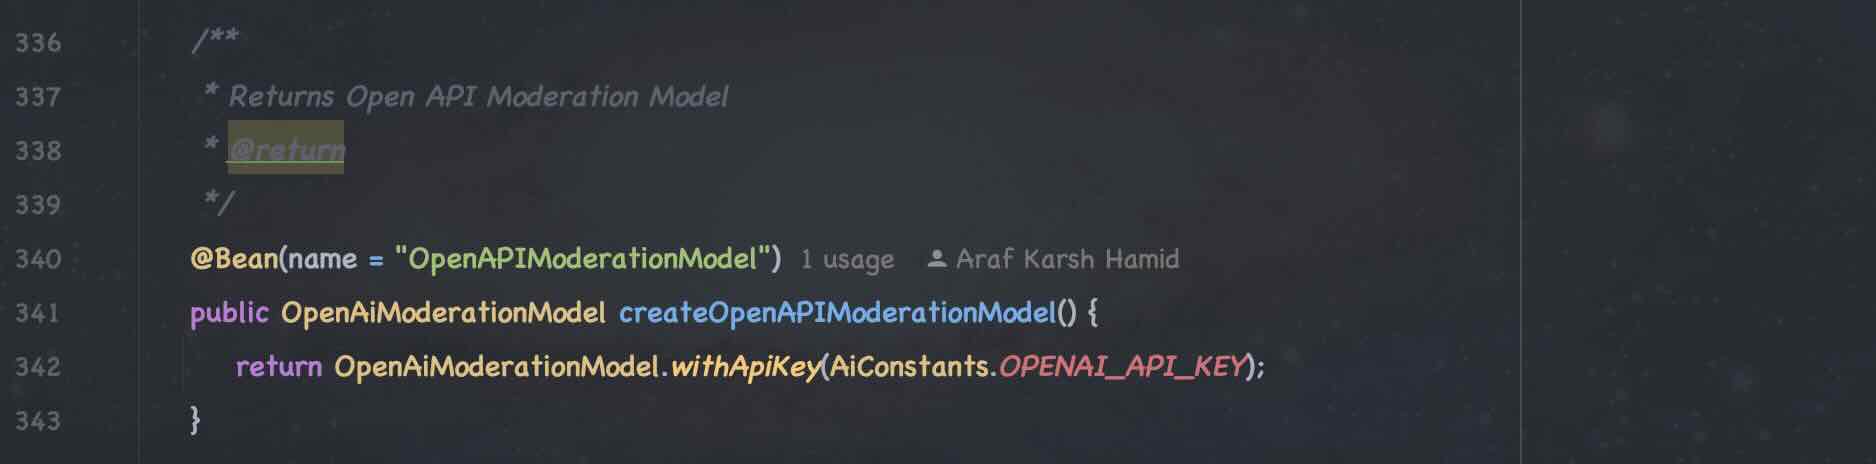 336 /**
337 * Returns Open API Moderation Model
338 * @return
339 */
340 @Bean(name = "OpenAPIModerationModel") 1 usage Araf Karsh Hamid
341 public OpenAiModerationModel createOpenAPIModerationModel() {
342 return OpenAiModerationModel.withApiKey(AiConstants.OPENAI_API_KEY);
343 }